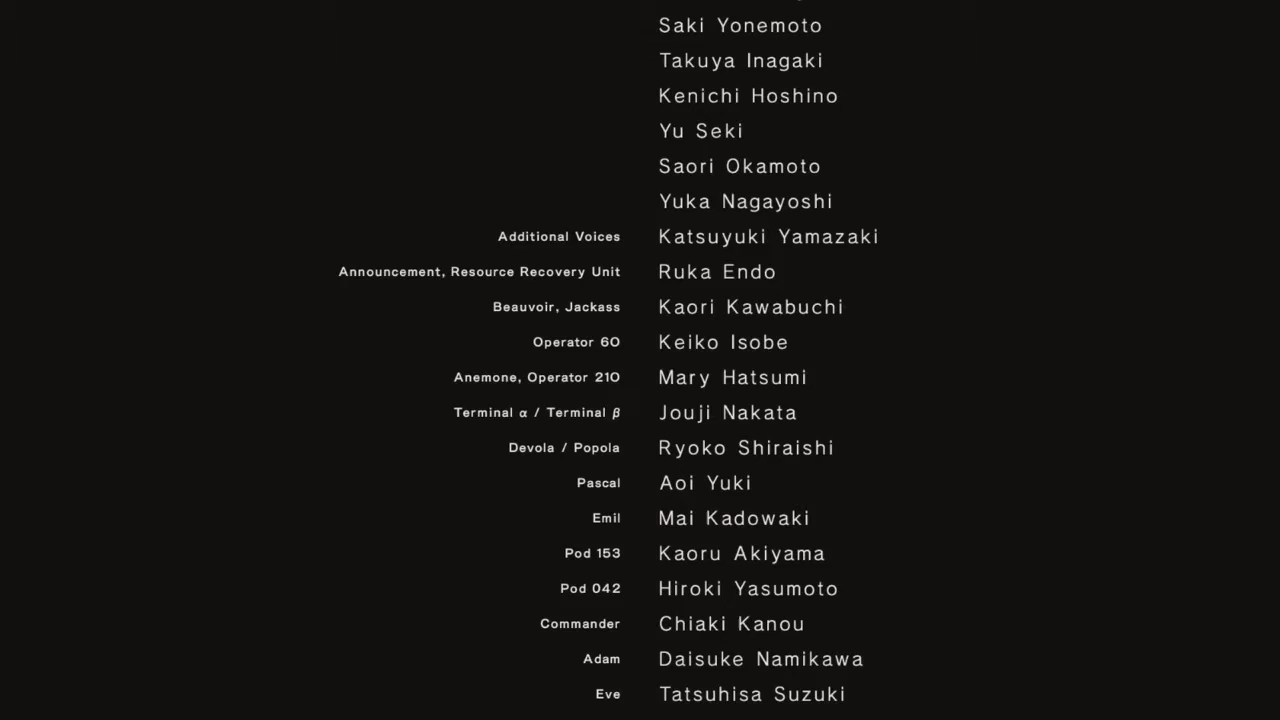 Saki Yonemoto
Takuya Inagaki
Kenichi Hoshino
Yu Seki
Saori Okamoto
Yuka Nagayoshi
Additional Voices Katsuyuki Yamazaki
Announcement, Resource Recovery Unit Ruka Endo
Beauvoir, Jackass Kaori Kawabuchi
Operator 6O Keiko Isobe
Anemone, Operator 21O Mary Hatsumi
Terminal α / Terminal β Jouji Nakata
Devola / Popola Ryoko Shiraishi
Pascal Aoi Yuki
Emil Mai Kadowaki
Pod 153 Kaoru Akiyama
Pod 042 Hiroki Yasumoto
Commander Chiaki Kanou
Adam Daisuke Namikawa
Eve Tatsuhisa Suzuki